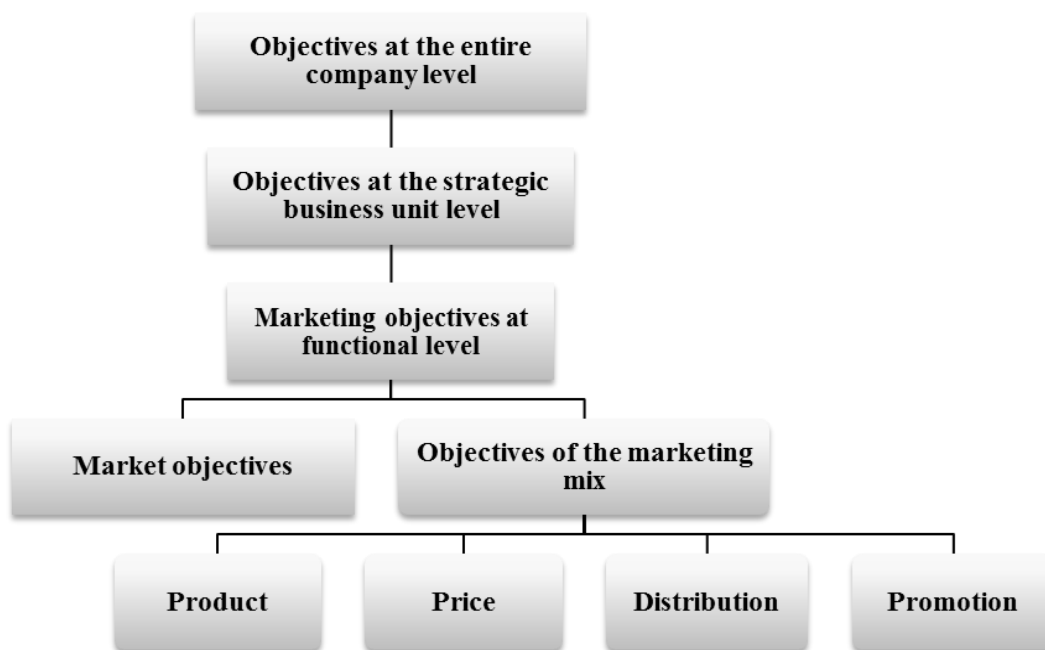 Objectives at the entire
company level
Objectives at the strategic
business unit level
Marketing objectives at
functional level
Market objectives
Objectives of the marketing
mix
Product
Price
Distribution
Promotion